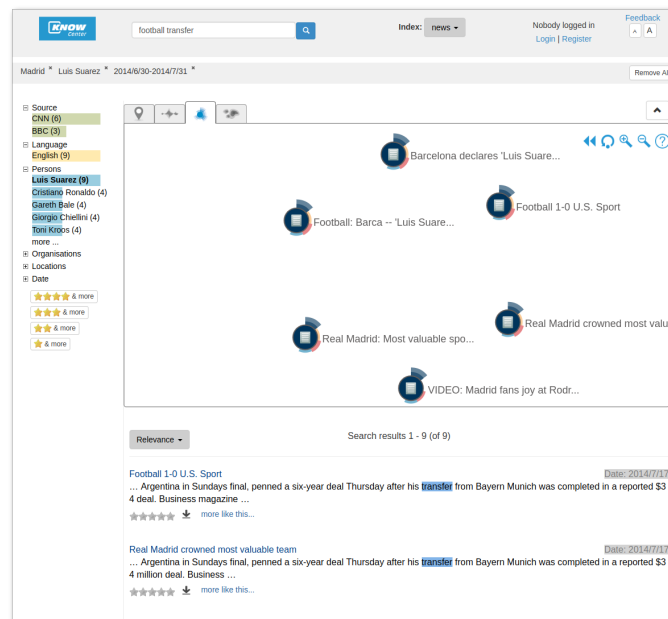 KNOW
Center
football transfer
Index:
news
Nobody logged in
Login | Register
Feedback
A A
Madrid x Luis Suarez x 2014/6/30-2014/7/31 x
Remove Al
Source
CNN (6)
BBC (3)
Language
English (9)
Persons
Luis Suarez (9)
Cristiano Ronaldo (4)
Gareth Bale (4)
Giorgio Chiellini (4)
Toni Kroos (4)
more ...
Organisations
Locations
Date
& more
& more
& more
& more
Barcelona declares 'Luis Suare...
Football 1-0 U.S. Sport
Football: Barca -- 'Luis Suare...
Real Madrid crowned most valu
Real Madrid: Most valuable spo...
VIDEO: Madrid fans joy at Rodr...
Relevance
Search results 1 - 9 (of 9)
Football 1-0 U.S. Sport
Date: 2014/7/17
… Argentina in Sundays final, penned a six-year deal Thursday after his transfer from Bayern Munich was completed in a reported $3
4 deal. Business magazine …
more like this...
Real Madrid crowned most valuable team
Date: 2014/7/17
… Argentina in Sundays final, penned a six-year deal Thursday after his transfer from Bayern Munich was completed in a reported $3
4 million deal. Business …
more like this...